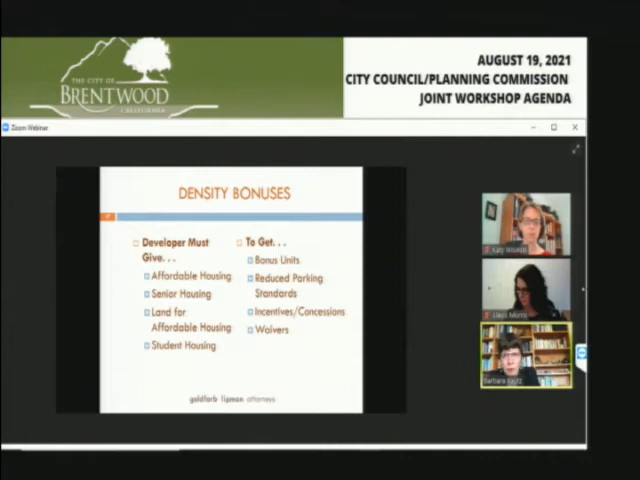 THE CITY OF
BRENTWOOD
CALIFORNIA
AUGUST 19, 2021
CITY COUNCIL/PLANNING COMMISSION
JOINT WORKSHOP AGENDA
Zoom Webinar
DENSITY BONUSES
Developer Must
Give. . .
Affordable Housing
Senior Housing
Land for
Affordable Housing
Student Housing
To Get. . .
Bonus Units
Reduced Parking
Standards
Incentives/Concessions
Waivers
goldfarb lipman attorneys
Katy
Morris
Barbara Kautz